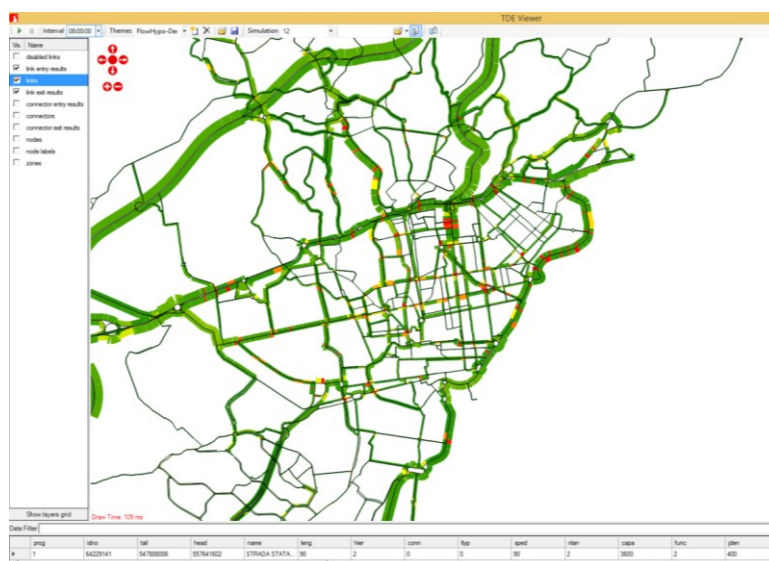 TDE Viewer
Interval 08:00:00 Themes FlowHypo-Dec Simulation 12
Vis. Name
disabled links
link entry results
links
link exit results
connector entry results
connectors
connector exit results
nodes
node labels
zones
Show layers grid
Draw Time: 109 ms
Data Filter
prog idno tail head name leng hier conn ltyp sped nlan capa func jden
1 64229141 547888006 557641602 STRADA STATA... 90 2 0 0 90 2 3600 2 400